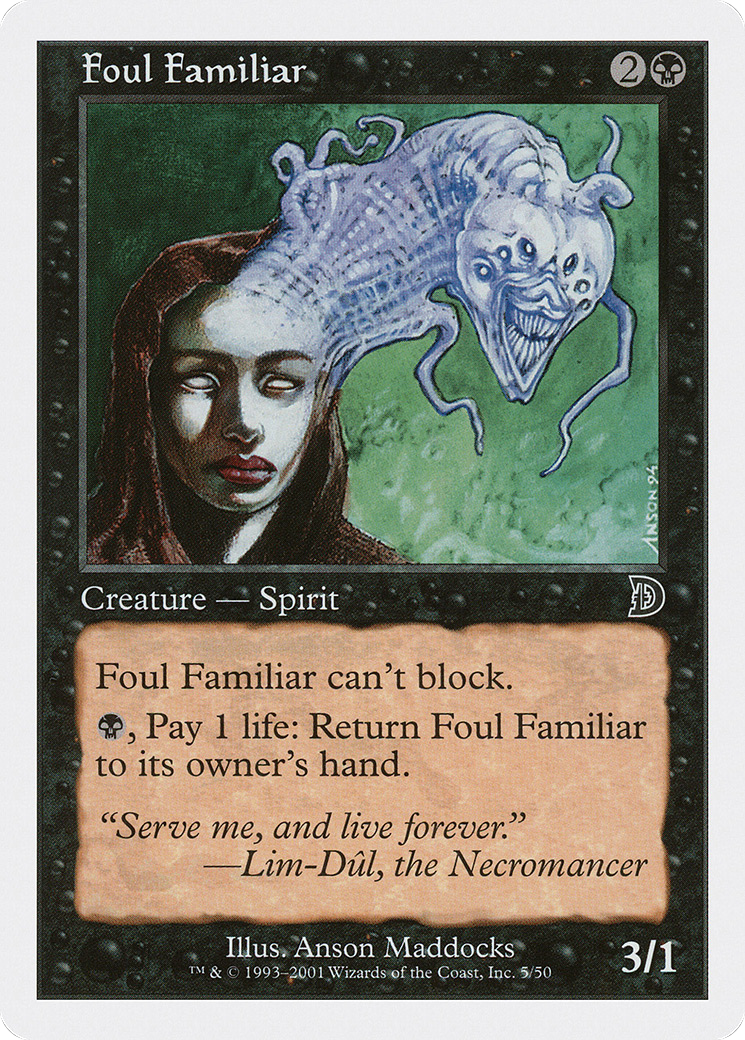 Foul Familiar 2
ANSON 94
Creature — Spirit
Foul Familiar can't block.
, Pay 1 life: Return Foul Familiar
to its owner's hand.
"Serve me, and live forever."
—Lim-Dûl, the Necromancer
Illus. Anson Maddocks
™ & © 1993–2001 Wizards of the Coast, Inc. 5/50
3/1